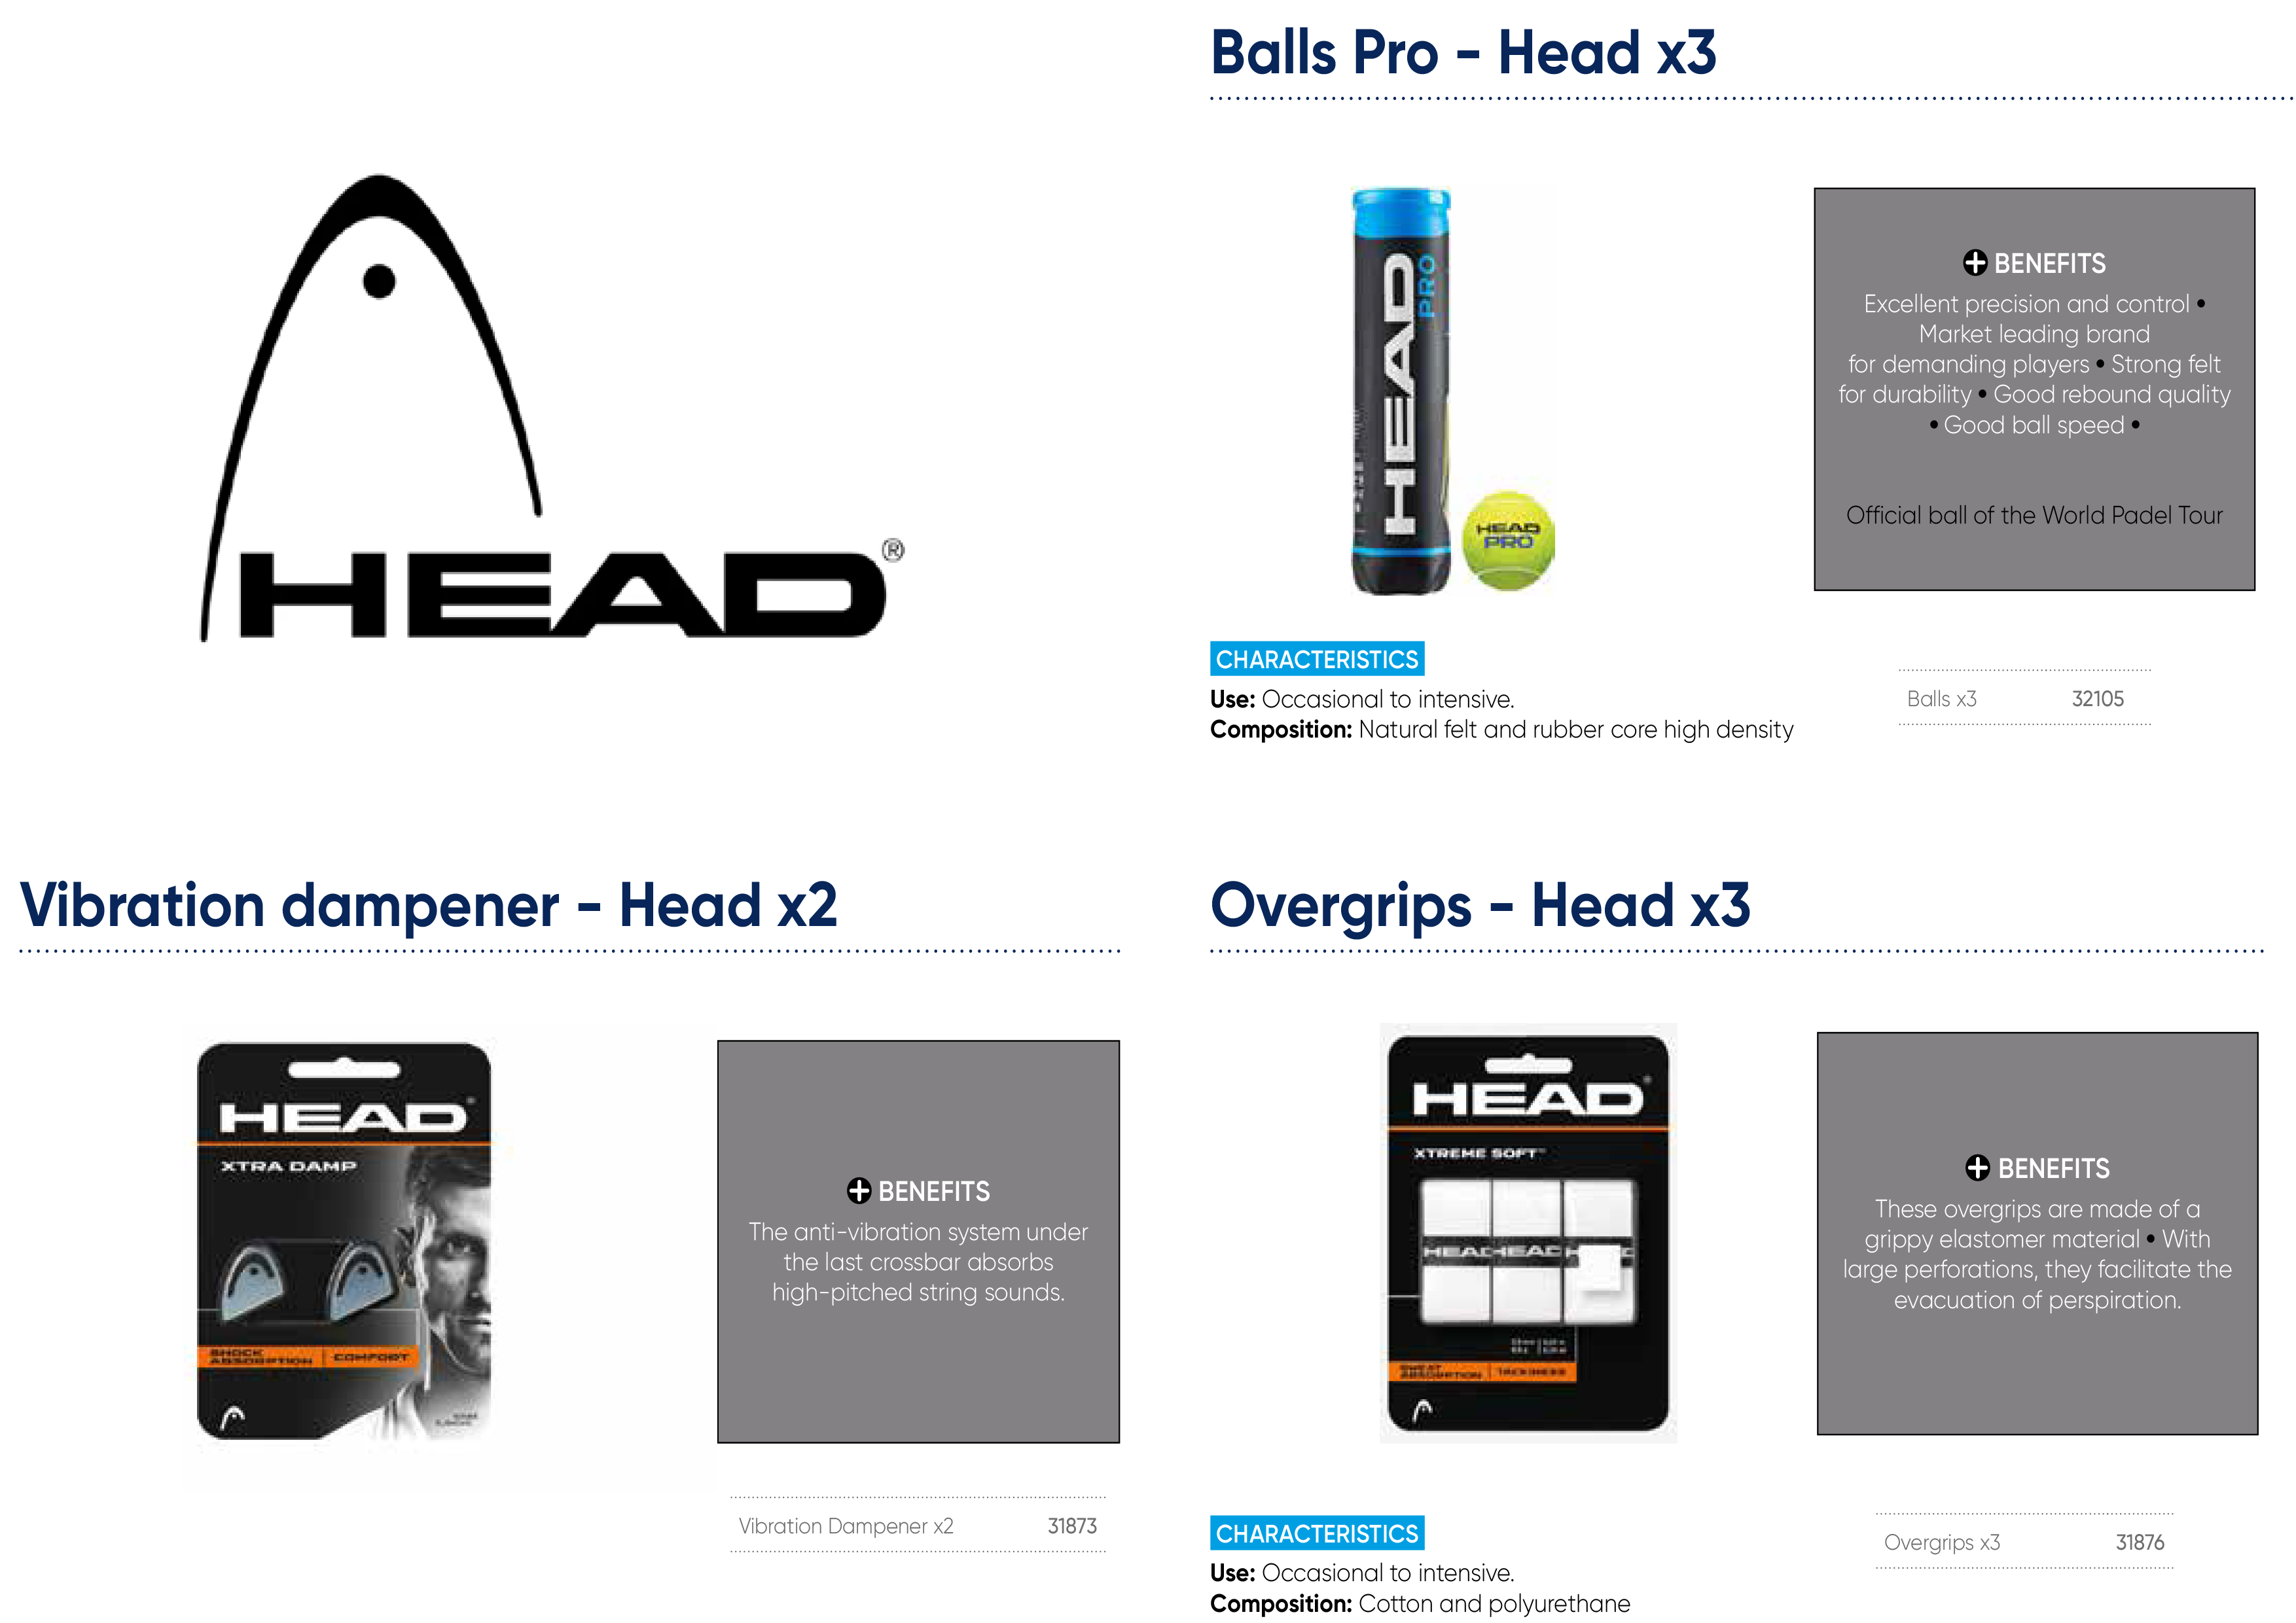 HEAD®
Balls Pro - Head x3
HEAD
PRO
HEAD
PRO
BENEFITS
Excellent precision and control •
Market leading brand
for demanding players • Strong felt
for durability • Good rebound quality
• Good ball speed •
Official ball of the World Padel Tour
CHARACTERISTICS
Use: Occasional to intensive.
Composition: Natural felt and rubber core high density
Balls x3 32105
Vibration dampener - Head x2
HEAD
XTRA DAMP
SHOCK
ABSORPTION
COMFORT
BENEFITS
The anti-vibration system under
the last crossbar absorbs
high-pitched string sounds.
Vibration Dampener x2 31873
Overgrips - Head x3
HEAD
XTREME SOFT™
HEAD HEAD
SWEAT
ABSORPTION
TACKINESS
BENEFITS
These overgrips are made of a
grippy elastomer material • With
large perforations, they facilitate the
evacuation of perspiration.
CHARACTERISTICS
Use: Occasional to intensive.
Composition: Cotton and polyurethane
Overgrips x3 31876